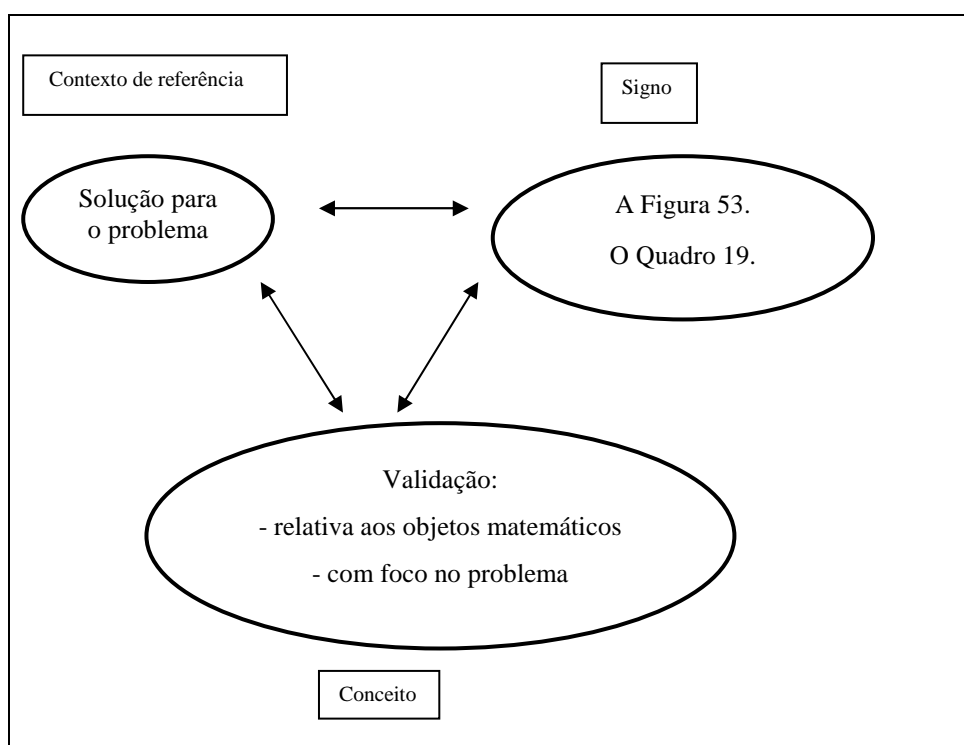 Contexto de referência
Signo
Solução para
o problema
A Figura 53.
O Quadro 19.
Validação:
- relativa aos objetos matemáticos
- com foco no problema
Conceito